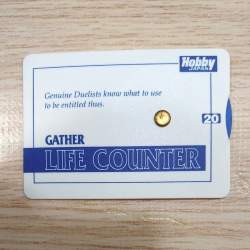 Hobby
JAPAN
Genuine Duelists know what to use
to be entitled thus.
20
GATHER
LIFE COUNTER